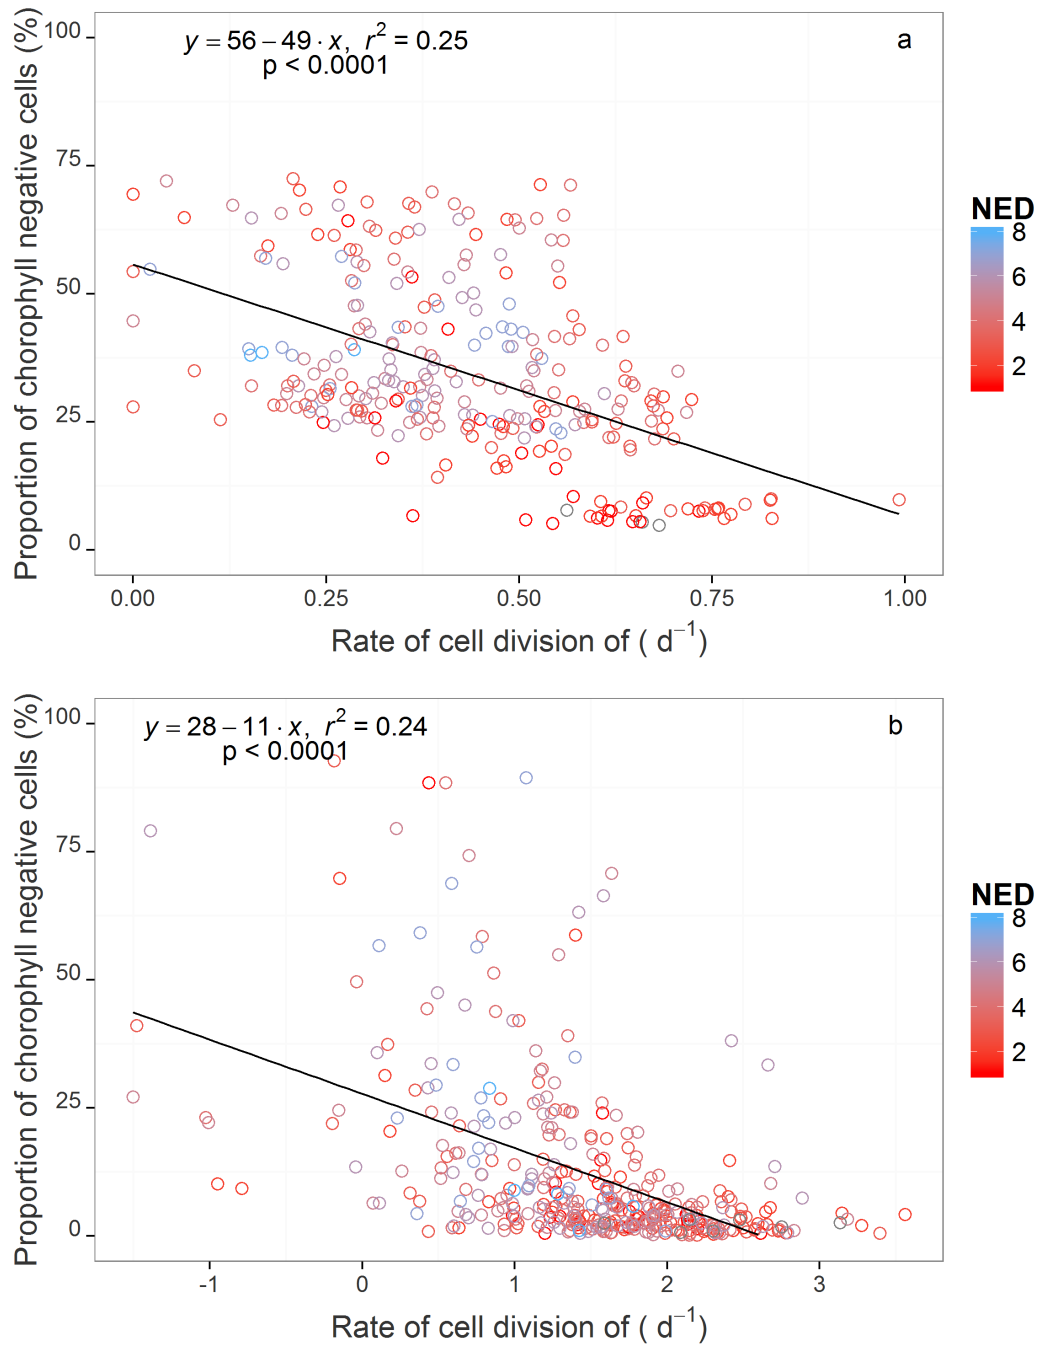 y = 56 − 49 · x, r² = 0.25
p < 0.0001
a
Proportion of chorophyll negative cells (%)
100
75
50
25
0
0.00 0.25 0.50 0.75 1.00
Rate of cell division of ( d⁻¹)
NED
8
6
4
2
y = 28 − 11 · x, r² = 0.24
p < 0.0001
b
Proportion of chorophyll negative cells (%)
100
75
50
25
0
-1 0 1 2 3
Rate of cell division of ( d⁻¹)
NED
8
6
4
2